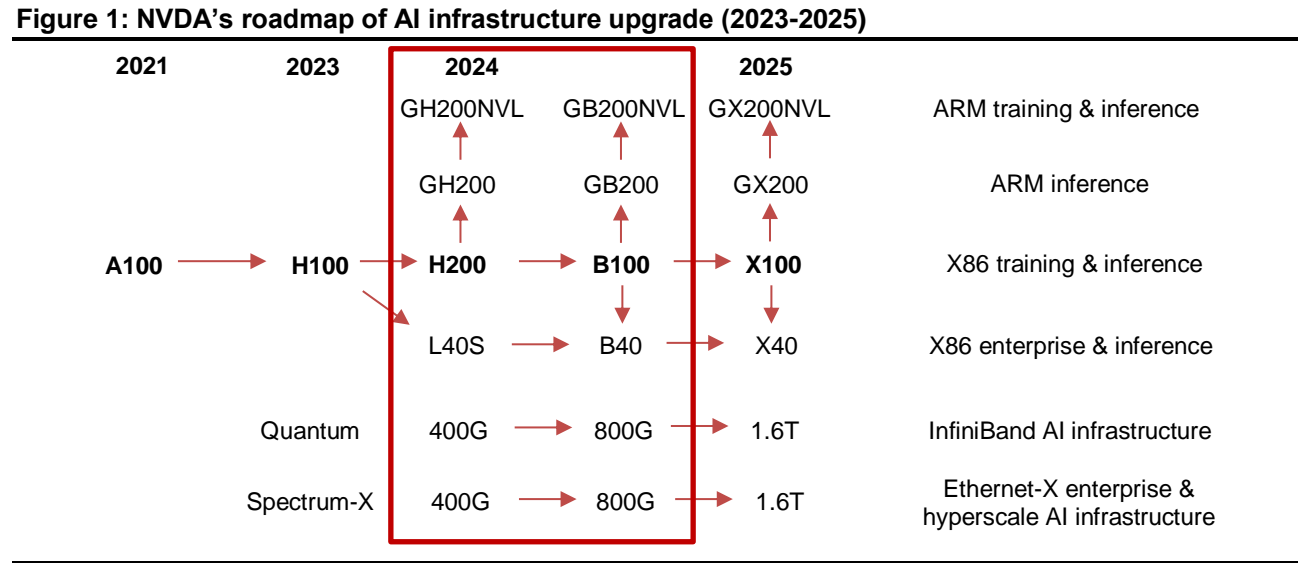 Figure 1: NVDA's roadmap of AI infrastructure upgrade (2023-2025)
2021 2023 2024 2025
GH200NVL GB200NVL GX200NVL ARM training & inference
GH200 GB200 GX200 ARM inference
A100 H100 H200 B100 X100 X86 training & inference
L40S B40 X40 X86 enterprise & inference
Quantum 400G 800G 1.6T InfiniBand AI infrastructure
Spectrum-X 400G 800G 1.6T Ethernet-X enterprise &
hyperscale AI infrastructure